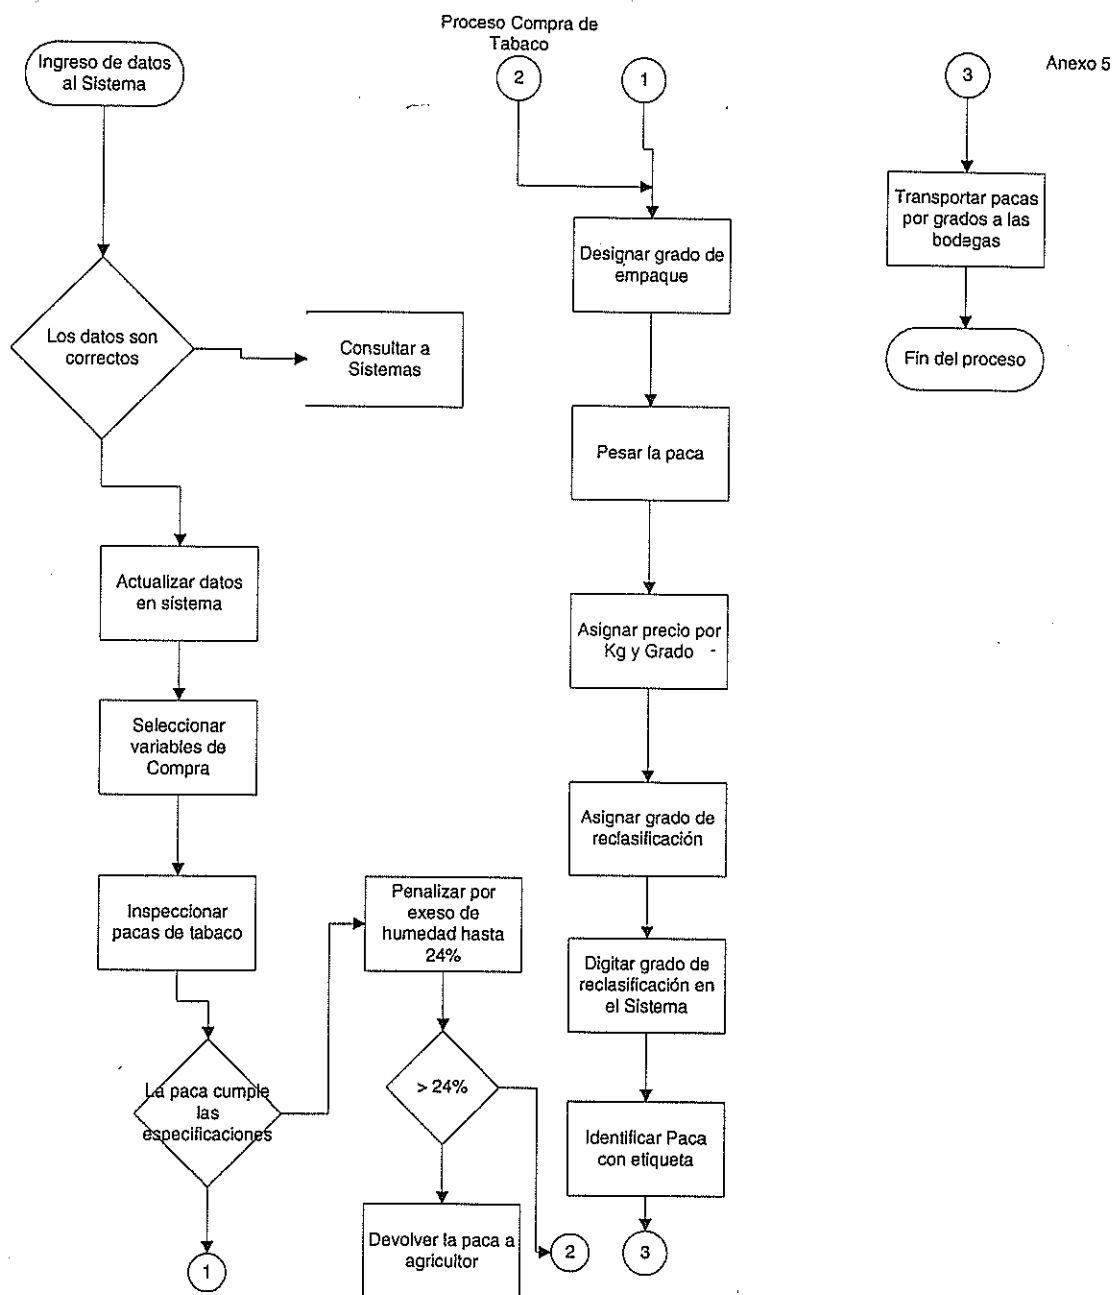 Proceso Compra de
Tabaco
Anexo 5
Ingreso de datos
al Sistema
Los datos son
correctos
Consultar a
Sistemas
Actualizar datos
en sistema
Seleccionar
variables de
Compra
Inspeccionar
pacas de tabaco
La paca cumple
las
especificaciones
1
Penalizar por
exeso de
humedad hasta
24%
> 24%
Devolver la paca a
agricultor
2
2
1
Designar grado de
empaque
Pesar la paca
Asignar precio por
Kg y Grado
Asignar grado de
reclasificación
Digitar grado de
reclasificación en
el Sistema
Identificar Paca
con etiqueta
3
3
Transportar pacas
por grados a las
bodegas
Fin del proceso